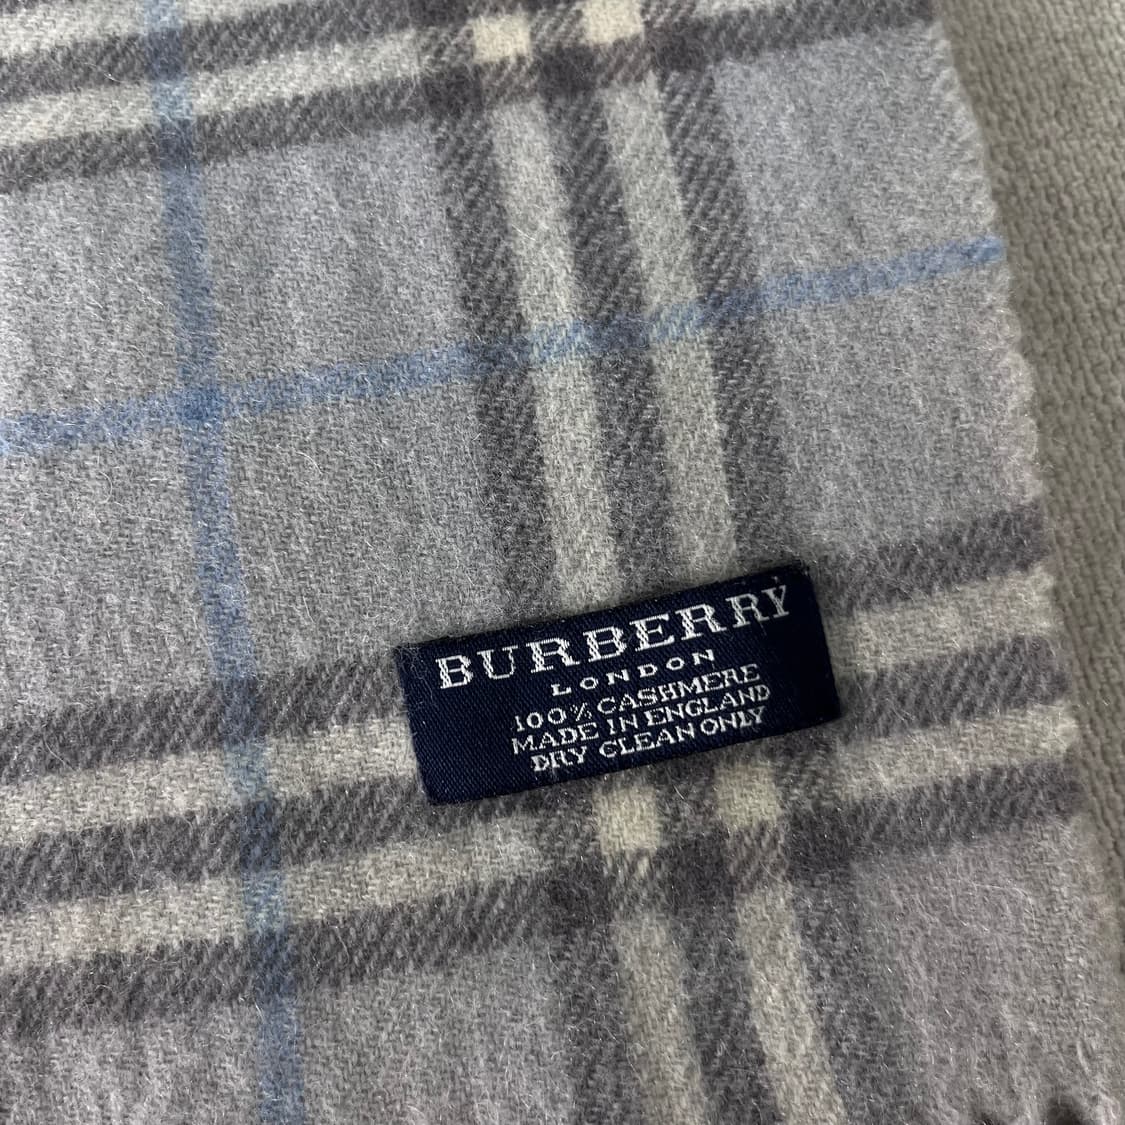 BURBERRY
LONDON
100% CASHMERE
MADE IN ENGLAND
DRY CLEAN ONLY